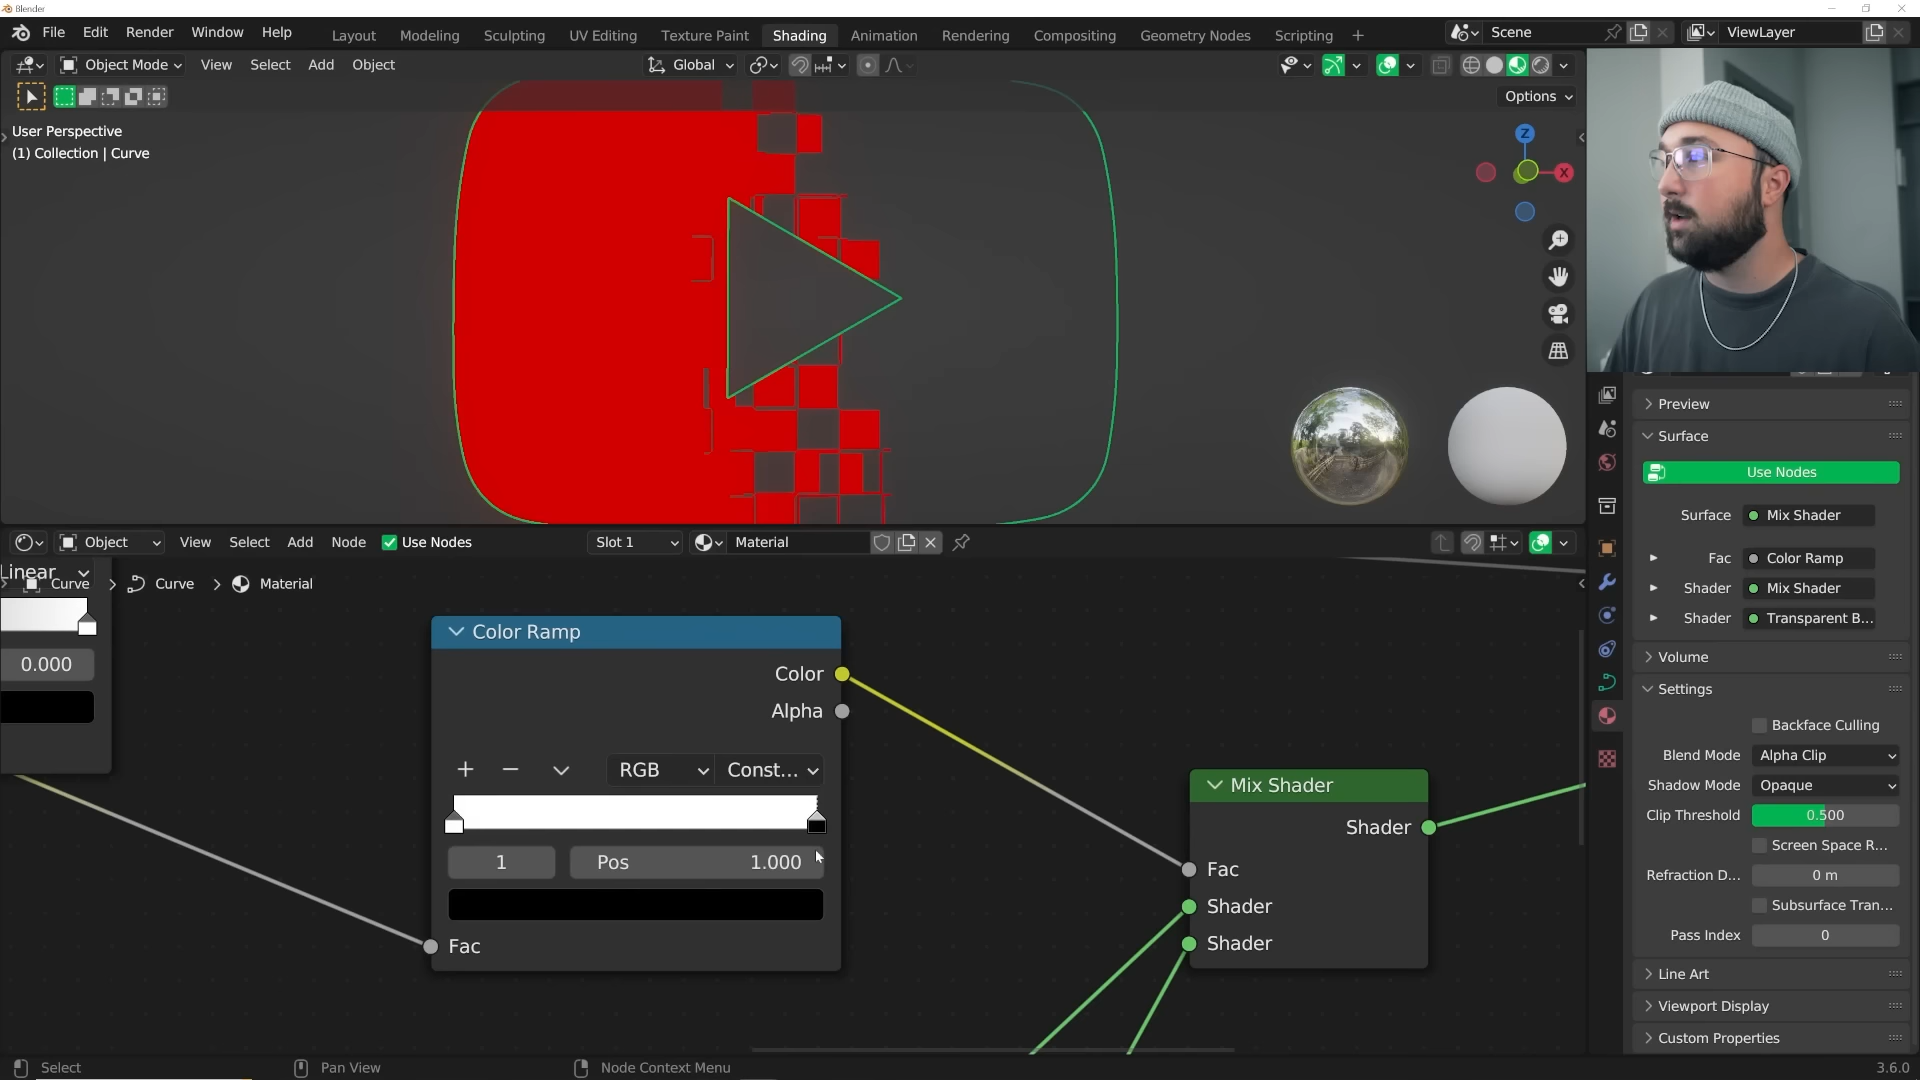 Blender
File Edit Render Window Help
Layout Modeling Sculpting UV Editing Texture Paint Shading Animation Rendering Compositing Geometry Nodes Scripting +
Scene
ViewLayer
Object Mode View Select Add Object
Global
Options
User Perspective
(1) Collection | Curve
Z
X
Object View Select Add Node Use Nodes
Slot 1
Material
Linear
Curve > Curve > Material
0.000
Color Ramp
Color
Alpha
+ − RGB Const...
1
Pos 1.000
Fac
Mix Shader
Shader
Fac
Shader
Shader
Preview
Surface
Use Nodes
Surface Mix Shader
Fac Color Ramp
Shader Mix Shader
Shader Transparent B...
Volume
Settings
Backface Culling
Blend Mode Alpha Clip
Shadow Mode Opaque
Clip Threshold 0.500
Screen Space R...
Refraction D... 0 m
Subsurface Tran...
Pass Index 0
Line Art
Viewport Display
Custom Properties
Select
Pan View
Node Context Menu
3.6.0